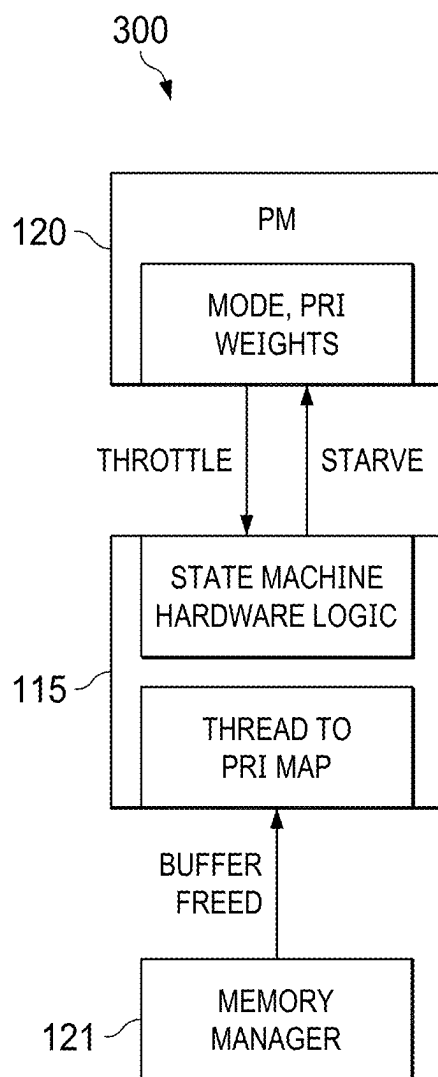 300
120
PM
MODE, PRI
WEIGHTS
THROTTLE
STARVE
STATE MACHINE
HARDWARE LOGIC
115
THREAD TO
PRI MAP
BUFFER
FREED
121
MEMORY
MANAGER